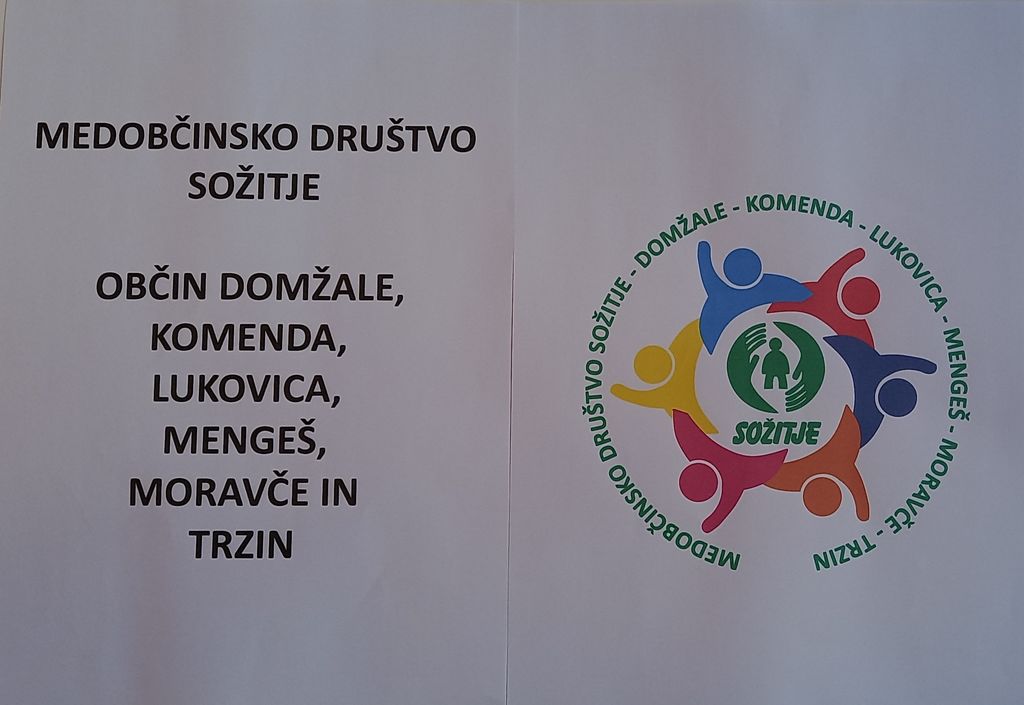 MEDOBČINSKO DRUŠTVO
SOŽITJE
OBČIN DOMŽALE,
KOMENDA,
LUKOVICA,
MENGEŠ,
MORAVČE IN
TRZIN
MEDOBČINSKO DRUŠTVO SOŽITJE - DOMŽALE - KOMENDA - LUKOVICA - MENGEŠ - MORAVČE - TRZIN
SOŽITJE